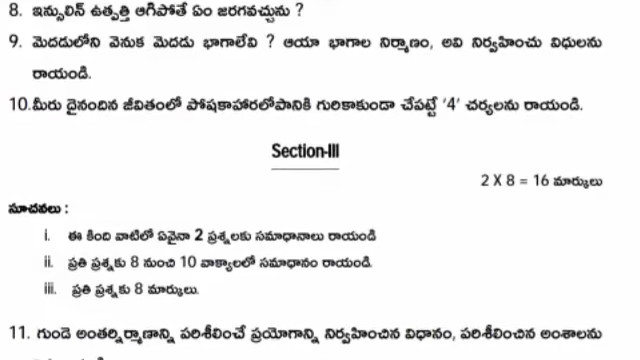 8. ఇన్సులిన్ ఉత్పత్తి ఆగిపోతే ఏం జరగవచ్చును ?
9. మెదడులోని వెనుక మెదడు భాగాలేవి ? ఆయా భాగాల నిర్మాణం, అవి నిర్వహించు విధులను
రాయండి.
10.మీరు దైనందిన జీవితంలో పోషకాహారలోపానికి గురికాకుండా చేపట్టే '4' చర్యలను రాయండి.
Section-III
2 X 8 = 16 మార్కులు
సూచనలు :
i. ఈ కింది వాటిలో ఏవైనా 2 ప్రశ్నలకు సమాధానాలు రాయండి
ii. ప్రతి ప్రశ్నకు 8 నుంచి 10 వాక్యాలలో సమాధానం రాయండి.
iii. ప్రతి ప్రశ్నకు 8 మార్కులు.
11. గుండె అంతర్నిర్మాణాన్ని పరిశీలించే ప్రయోగాన్ని నిర్వహించిన విధానం, పరిశీలించిన అంశాలను